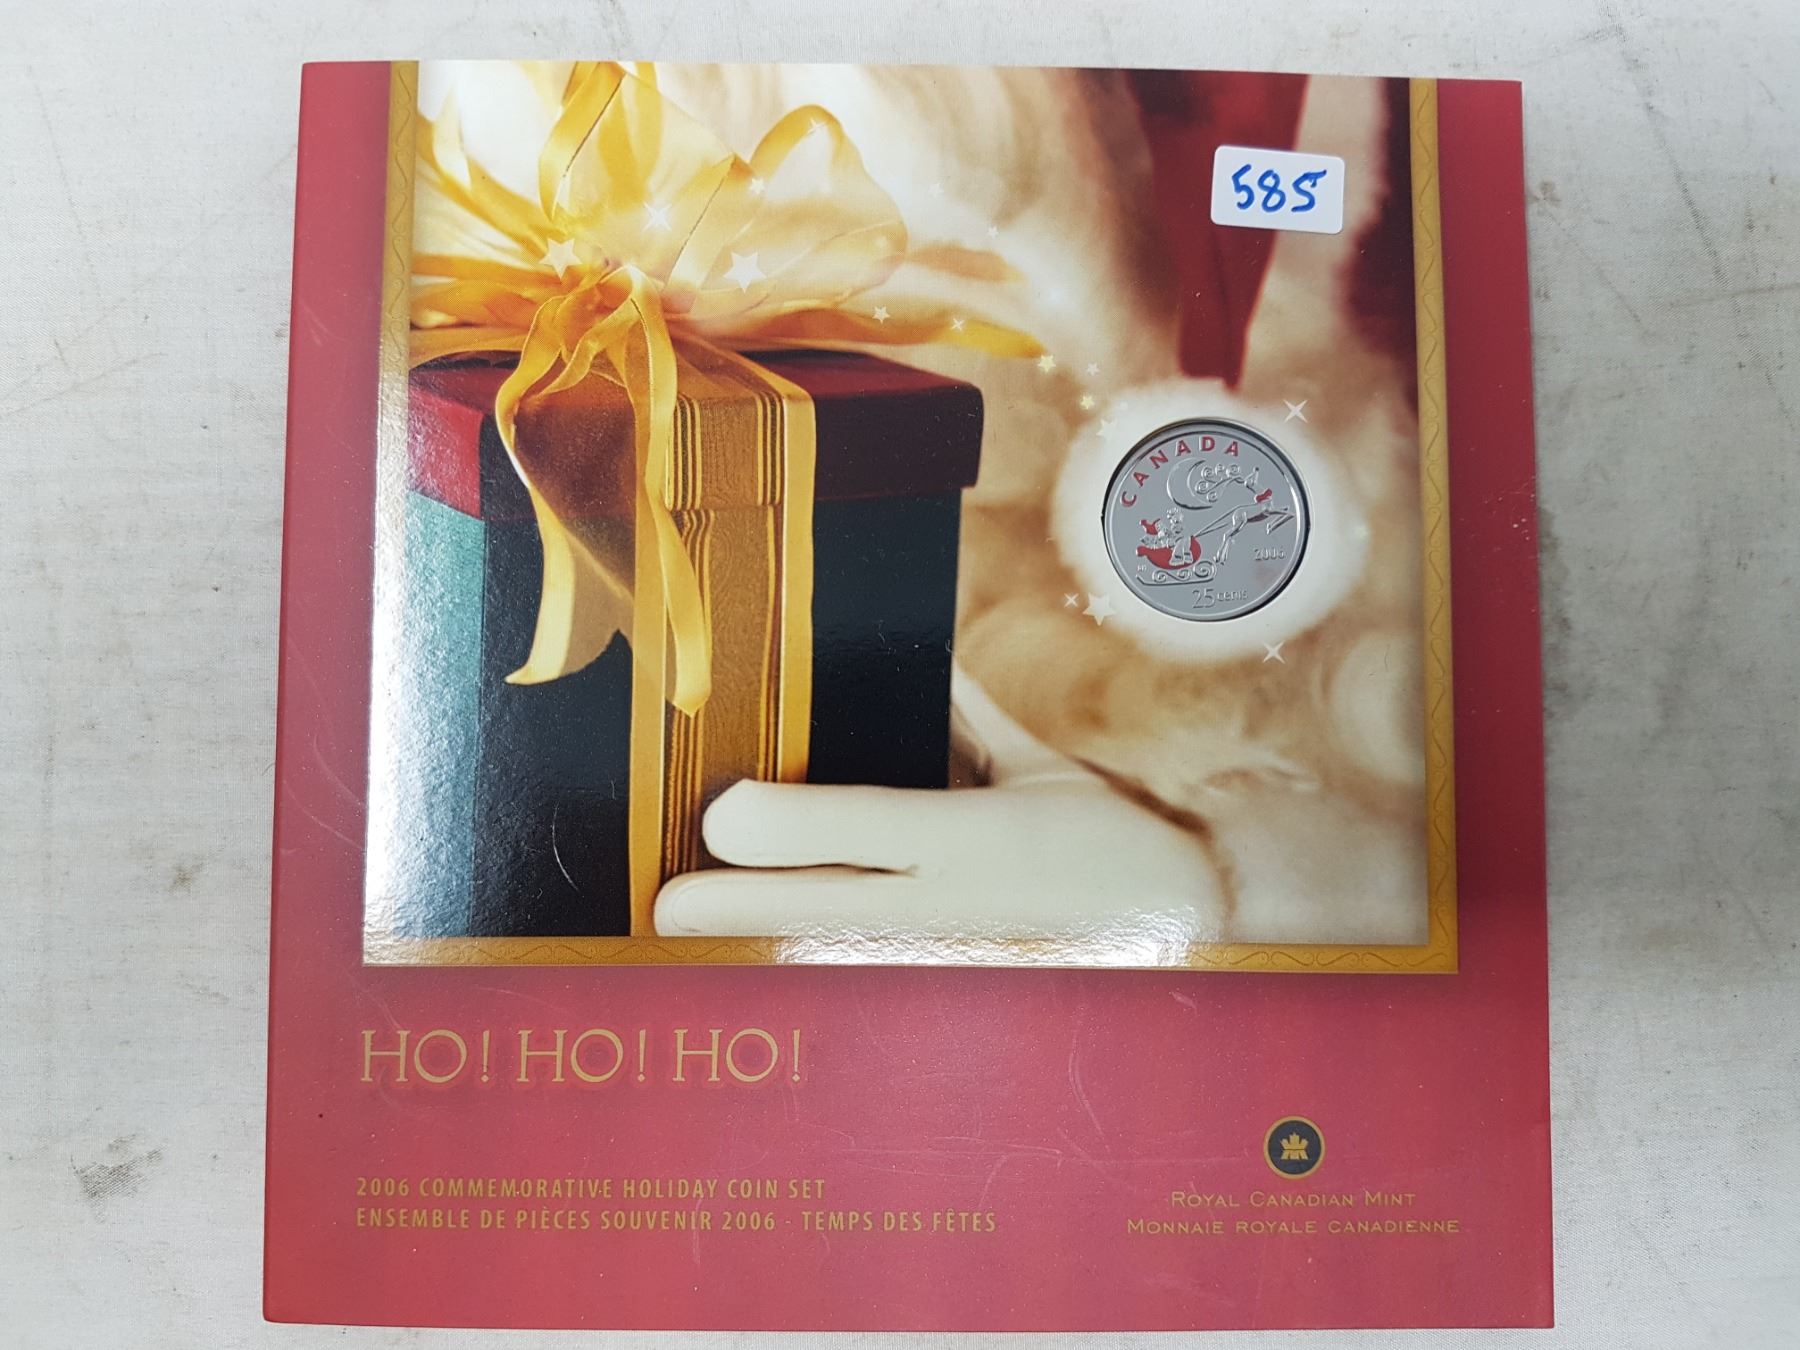 585
CANADA
2006
25 cents
HO! HO! HO!
2006 COMMEMORATIVE HOLIDAY COIN SET
ENSEMBLE DE PIÈCES SOUVENIR 2006 - TEMPS DES FÊTES
ROYAL CANADIAN MINT
MONNAIE ROYALE CANADIENNE